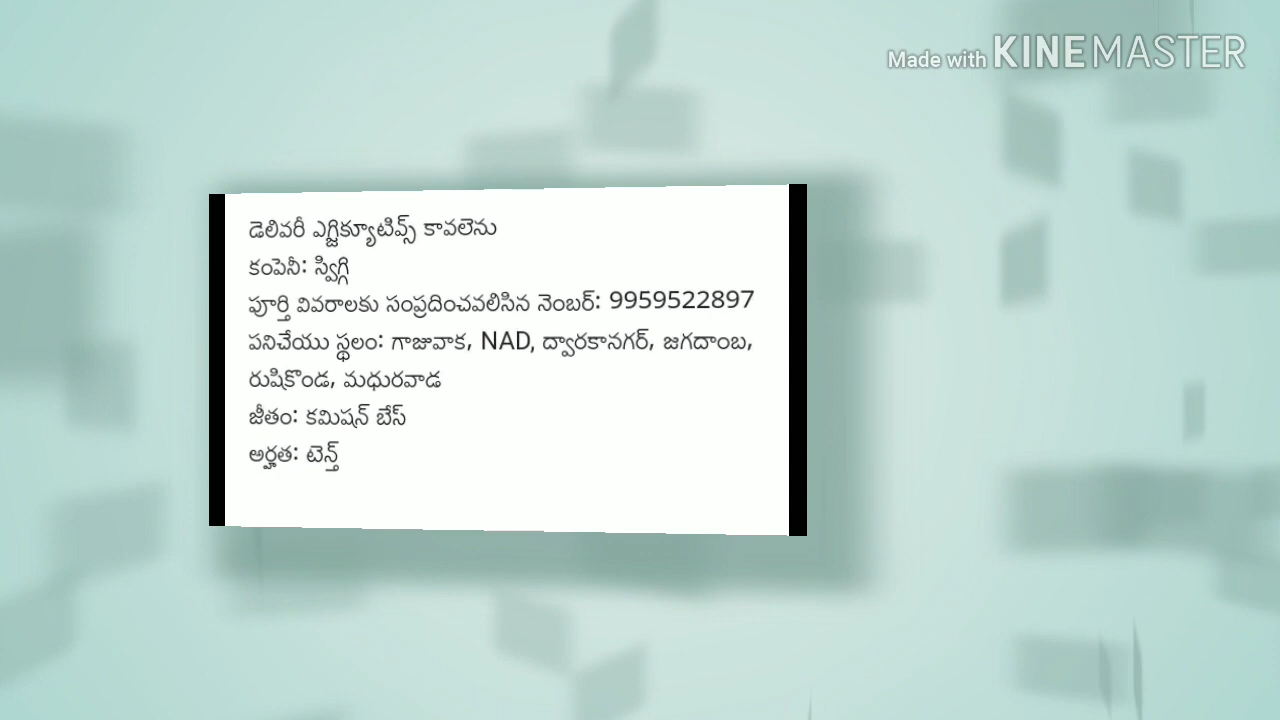 Made with KINEMASTER
డెలివరీ ఎగ్జిక్యూటివ్స్ కావలెను
కంపెనీ: స్విగ్గి
పూర్తి వివరాలకు సంప్రదించవలిసిన నెంబర్: 9959522897
పనిచేయు స్థలం: గాజువాక, NAD, ద్వారకానగర్, జగదాంబ,
రుషికొండ, మధురవాడ
జీతం: కమిషన్ బేస్
అర్హత: టెన్త్